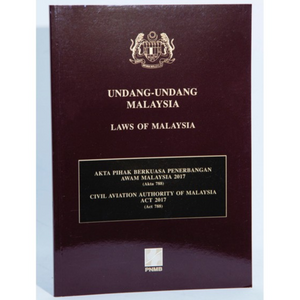 UNDANG-UNDANG
MALAYSIA
LAWS OF MALAYSIA
AKTA PIHAK BERKUASA PENERBANGAN
AWAM MALAYSIA 2017
(Akta 788)
CIVIL AVIATION AUTHORITY OF MALAYSIA
ACT 2017
(Act 788)
PNMB